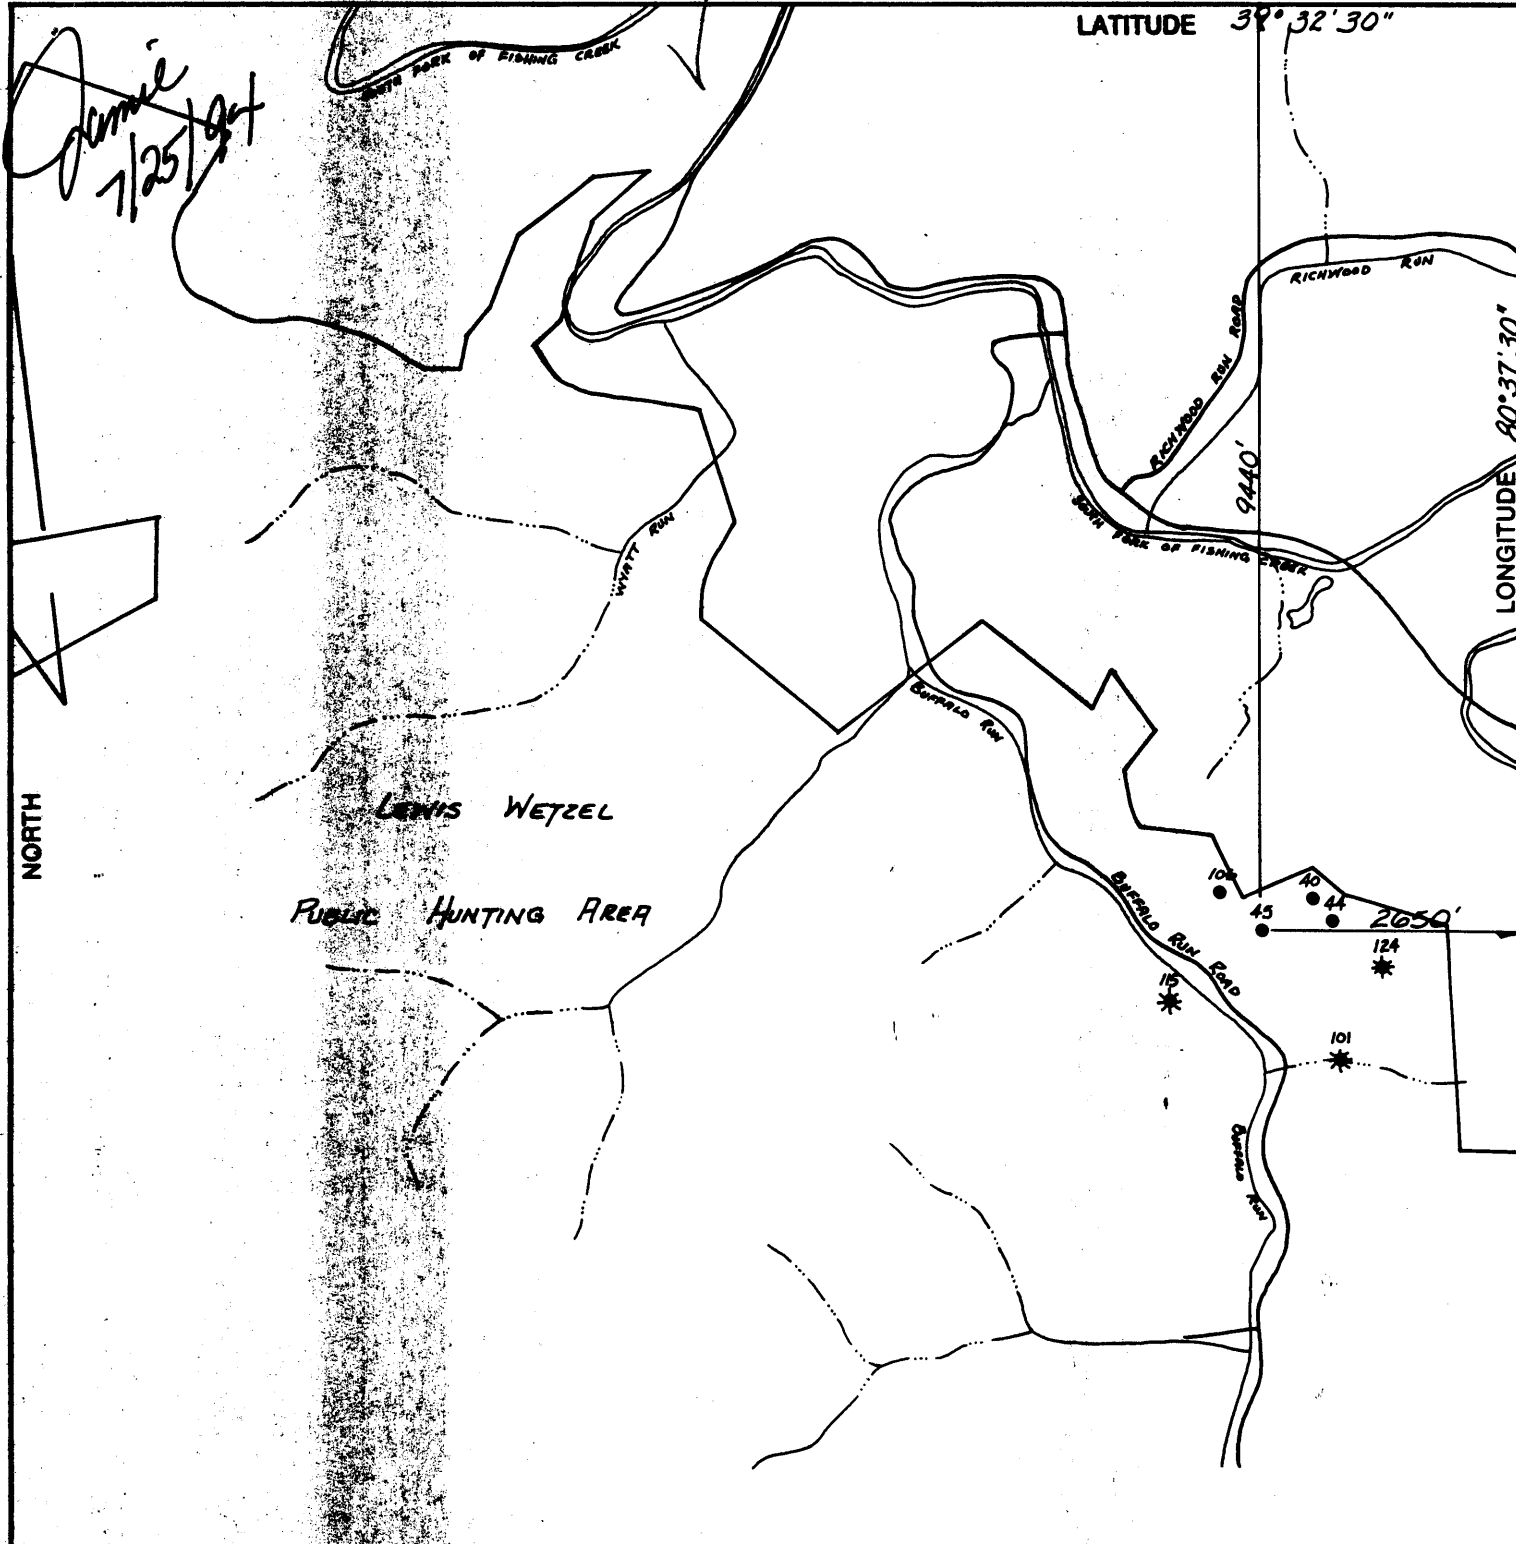 LATITUDE 39° 32' 30"
Jamie
7/25/94
SOUTH FORK OF FISHING CREEK
RICHWOOD RUN
RICHWOOD RUN ROAD
LONGITUDE 80° 37' 30"
9440'
SOUTH FORK OF FISHING CREEK
WYATT RUN
BUFFALO RUN
LEWIS WETZEL
PUBLIC HUNTING AREA
NORTH
BUFFALO RUN ROAD
40
44
45
2650'
124
115
101
BUFFALO RUN